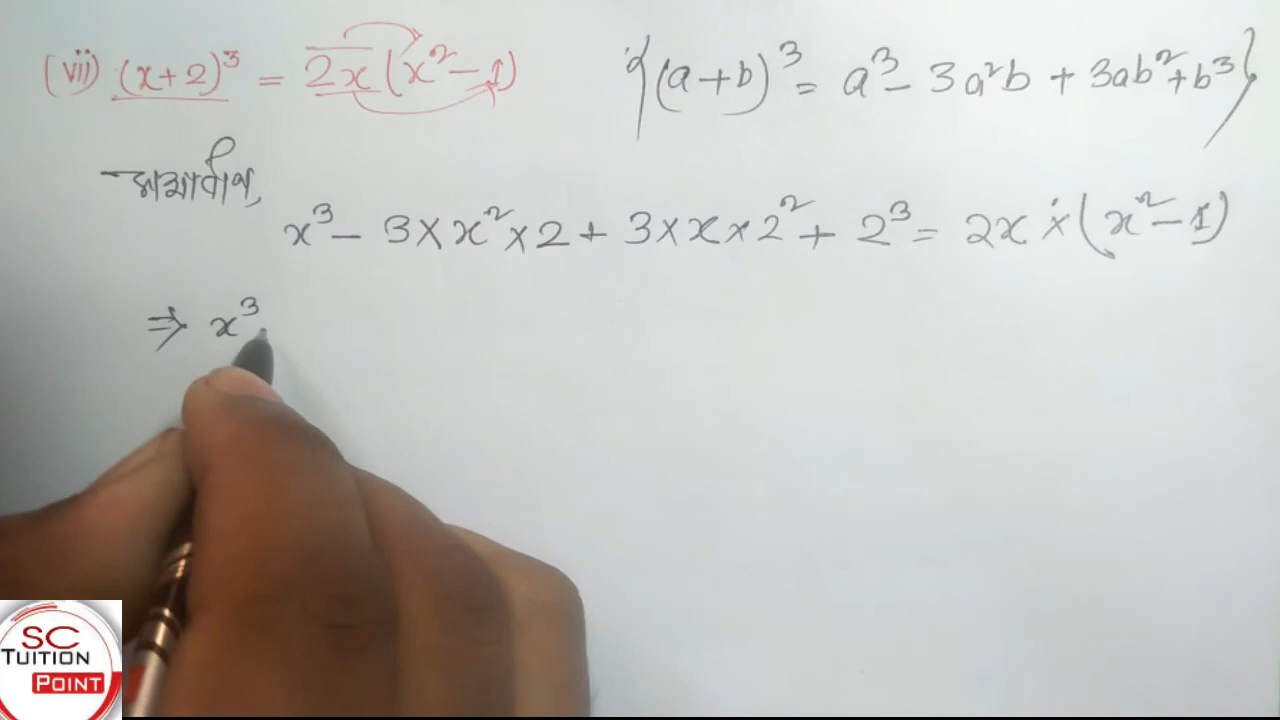 (vii) (x+2)³ = 2x(x²-1) {(a+b)³ = a³ - 3a²b + 3ab² + b³}
x³ - 3×x²×2 + 3×x×2² + 2³ = 2x × (x²-1)
⇒ x³
SC
TUITION
POINT